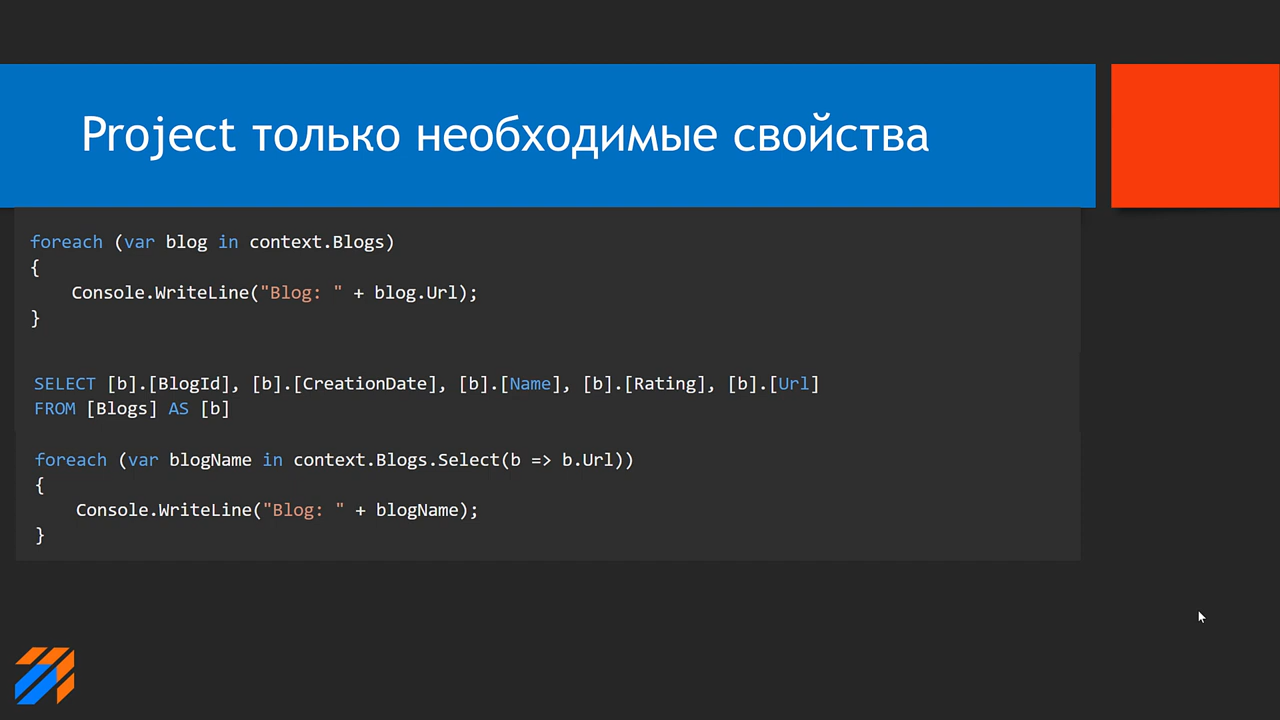 Project только необходимые свойства
foreach (var blog in context.Blogs)
{
    Console.WriteLine("Blog: " + blog.Url);
}
SELECT [b].[BlogId], [b].[CreationDate], [b].[Name], [b].[Rating], [b].[Url]
FROM [Blogs] AS [b]
foreach (var blogName in context.Blogs.Select(b => b.Url))
{
    Console.WriteLine("Blog: " + blogName);
}